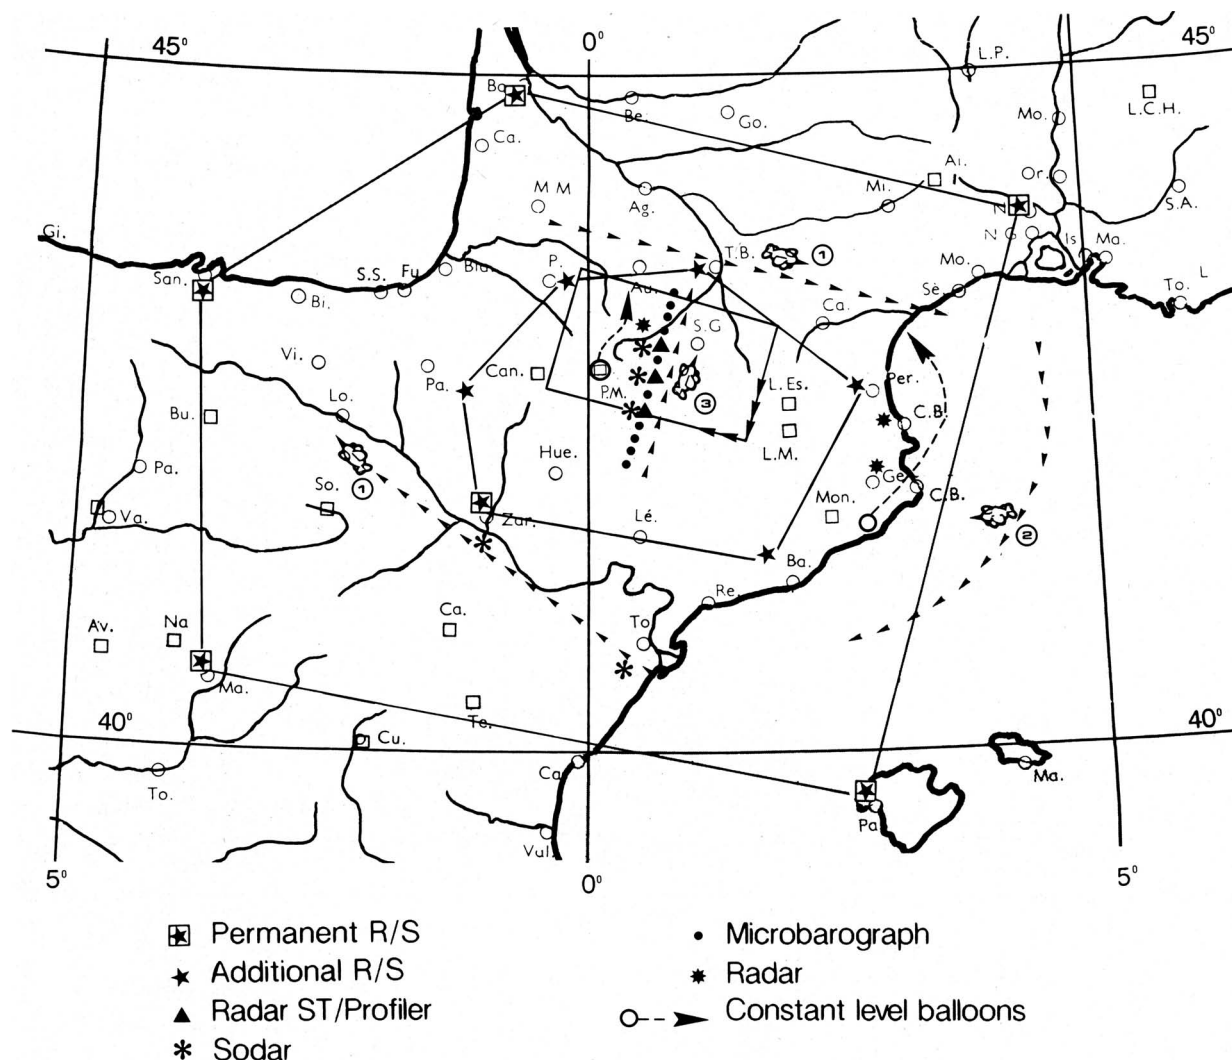 45° 0° 45°
L.P.
Bo. Be. Go. Mo. L.C.H.
Ca. Ai. Or.
M M Ag. Mi. N S.A.
N G Is Ma.
Gi. T.B. 1 Mo.
San. S.S. Fu Bia. P. Au. Sè. To. L
Bi. Ca.
Vi. S.G
Pa. Can. P.M. 3 L.Es. Per.
Bu. Lo. C.B.
L.M.
Pa. Hue. Ge
1 So. Mon. C.B.
Va. Zar. Lé. 2
Ba.
Re.
Av. Na Ca. To
Ma.
Te.
40° 40°
Cu. Ca. Ma.
To.
Pa
Vul.
5° 0° 5°
Permanent R/S
Additional R/S
Radar ST/Profiler
Sodar
Microbarograph
Radar
Constant level balloons